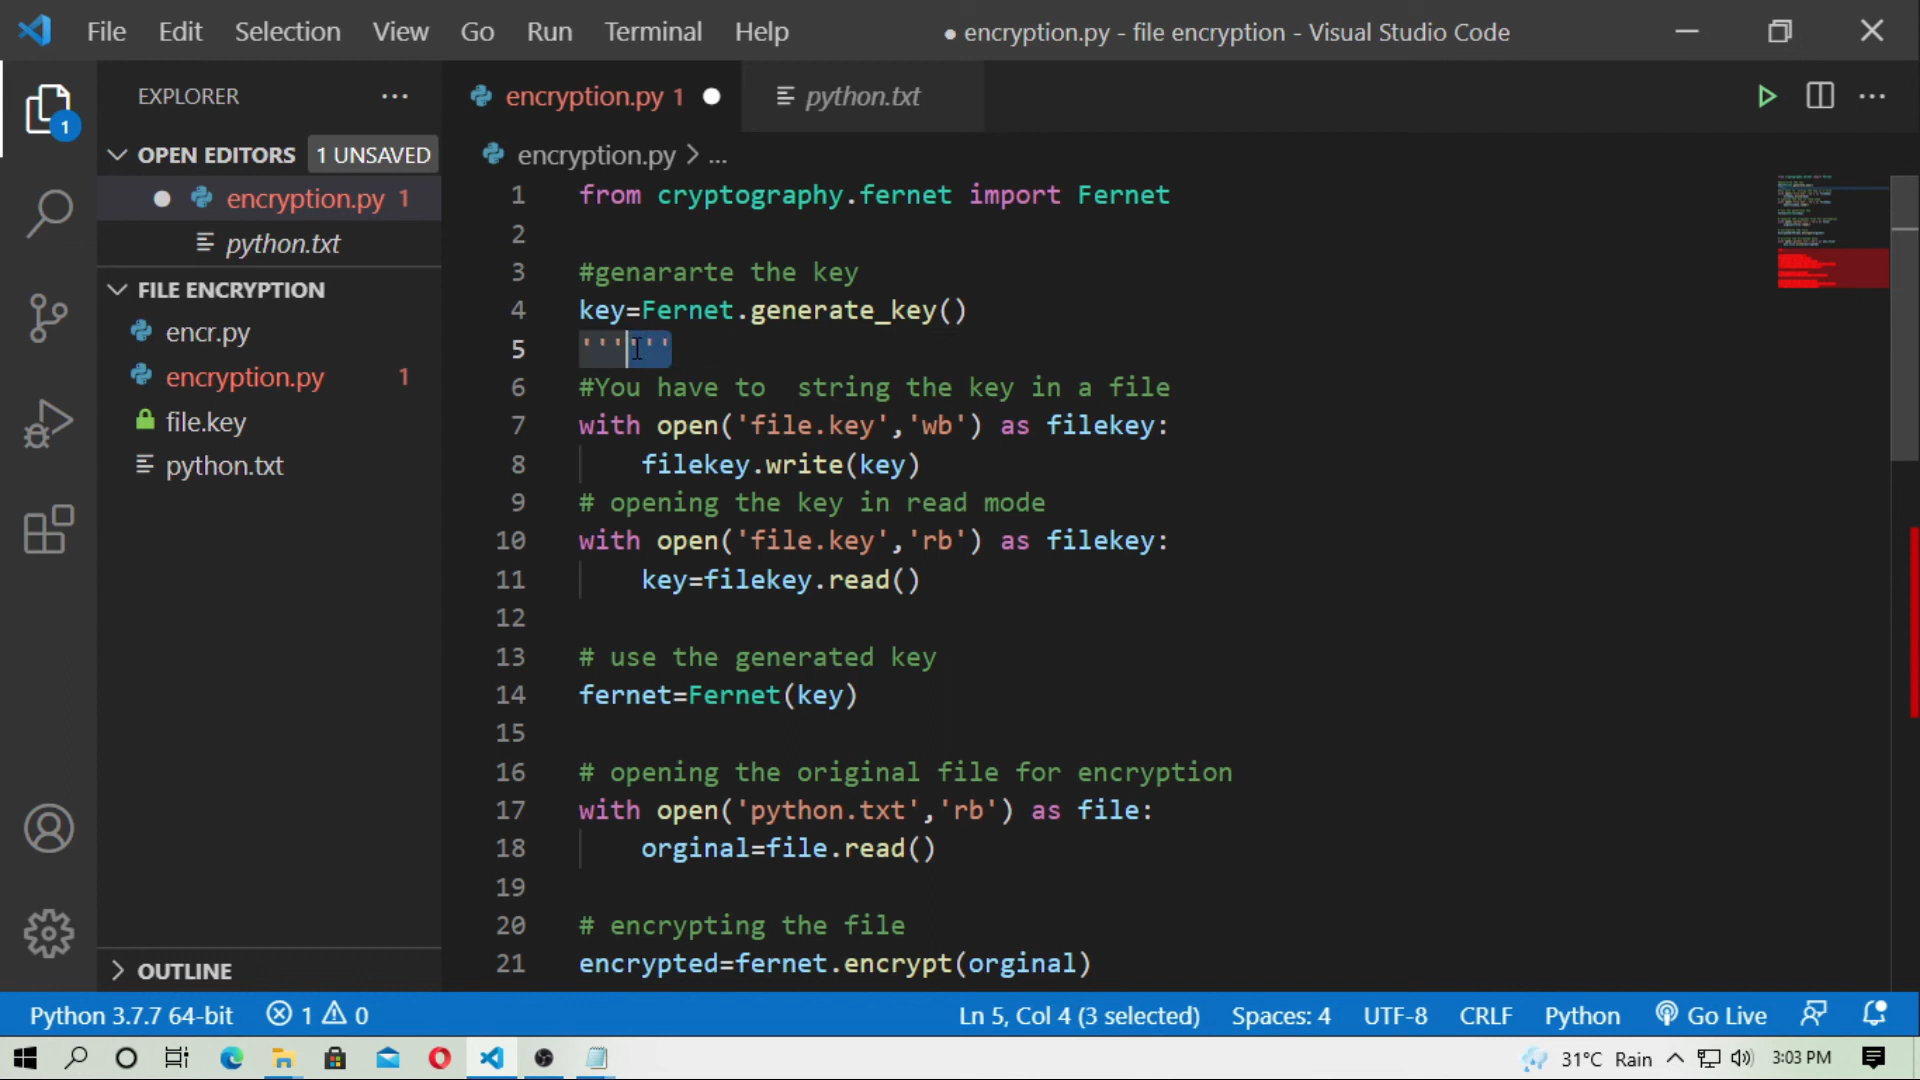 File Edit Selection View Go Run Terminal Help
● encryption.py - file encryption - Visual Studio Code
EXPLORER
OPEN EDITORS 1 UNSAVED
encryption.py 1
python.txt
FILE ENCRYPTION
encr.py
encryption.py 1
file.key
python.txt
OUTLINE
1
encryption.py 1
python.txt
encryption.py > ...
1 from cryptography.fernet import Fernet
2
3 #genararte the key
4 key=Fernet.generate_key()
5 ''''''
6 #You have to  string the key in a file
7 with open('file.key','wb') as filekey:
8     filekey.write(key)
9 # opening the key in read mode
10 with open('file.key','rb') as filekey:
11     key=filekey.read()
12
13 # use the generated key
14 fernet=Fernet(key)
15
16 # opening the original file for encryption
17 with open('python.txt','rb') as file:
18     orginal=file.read()
19
20 # encrypting the file
21 encrypted=fernet.encrypt(orginal)
Python 3.7.7 64-bit 1 0 Ln 5, Col 4 (3 selected) Spaces: 4 UTF-8 CRLF Python Go Live
31°C Rain 3:03 PM